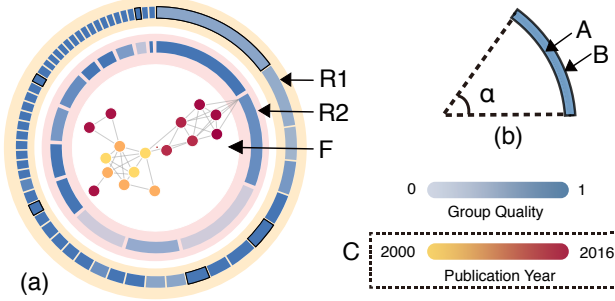 R1
R2
F
(a)
A
B
α
(b)
0 1
Group Quality
C
2000 2016
Publication Year